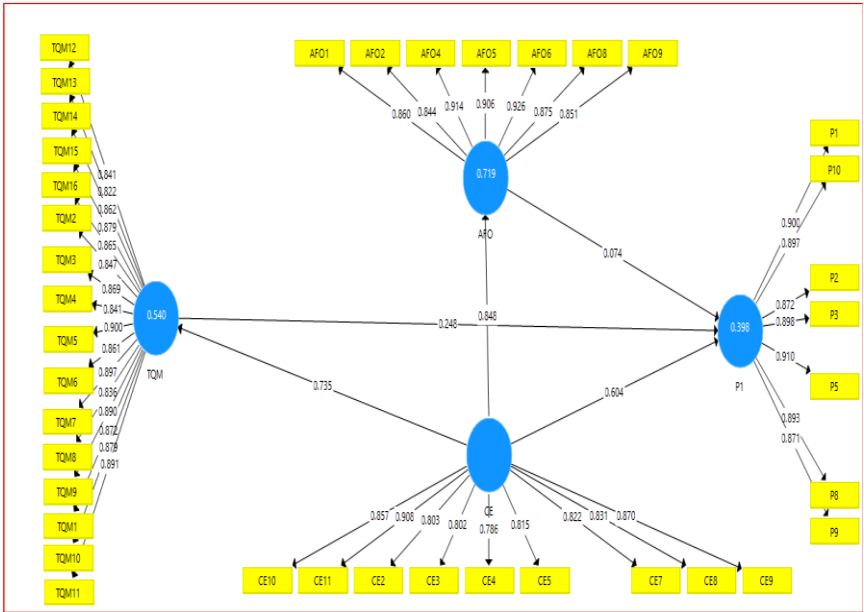 TQM12
TQM13
TQM14
TQM15
TQM16
TQM2
TQM3
TQM4
TQM5
TQM6
TQM7
TQM8
TQM9
TQM1
TQM10
TQM11
0.841
0.822
0.862
0.879
0.865
0.847
0.869
0.841
0.900
0.861
0.897
0.836
0.890
0.872
0.879
0.891
0.540
TQM
AFO1 AFO2 AFO4 AFO5 AFO6 AFO8 AFO9
0.860 0.844 0.914 0.906 0.926 0.875 0.851
0.719
AFO
0.074
0.848
0.248
0.735
0.604
0.398
P1
P1
P10
P2
P3
P5
P8
P9
0.900
0.897
0.872
0.898
0.910
0.893
0.871
CE
0.857 0.908 0.803 0.802 0.786 0.815 0.822 0.831 0.870
CE10 CE11 CE2 CE3 CE4 CE5 CE7 CE8 CE9